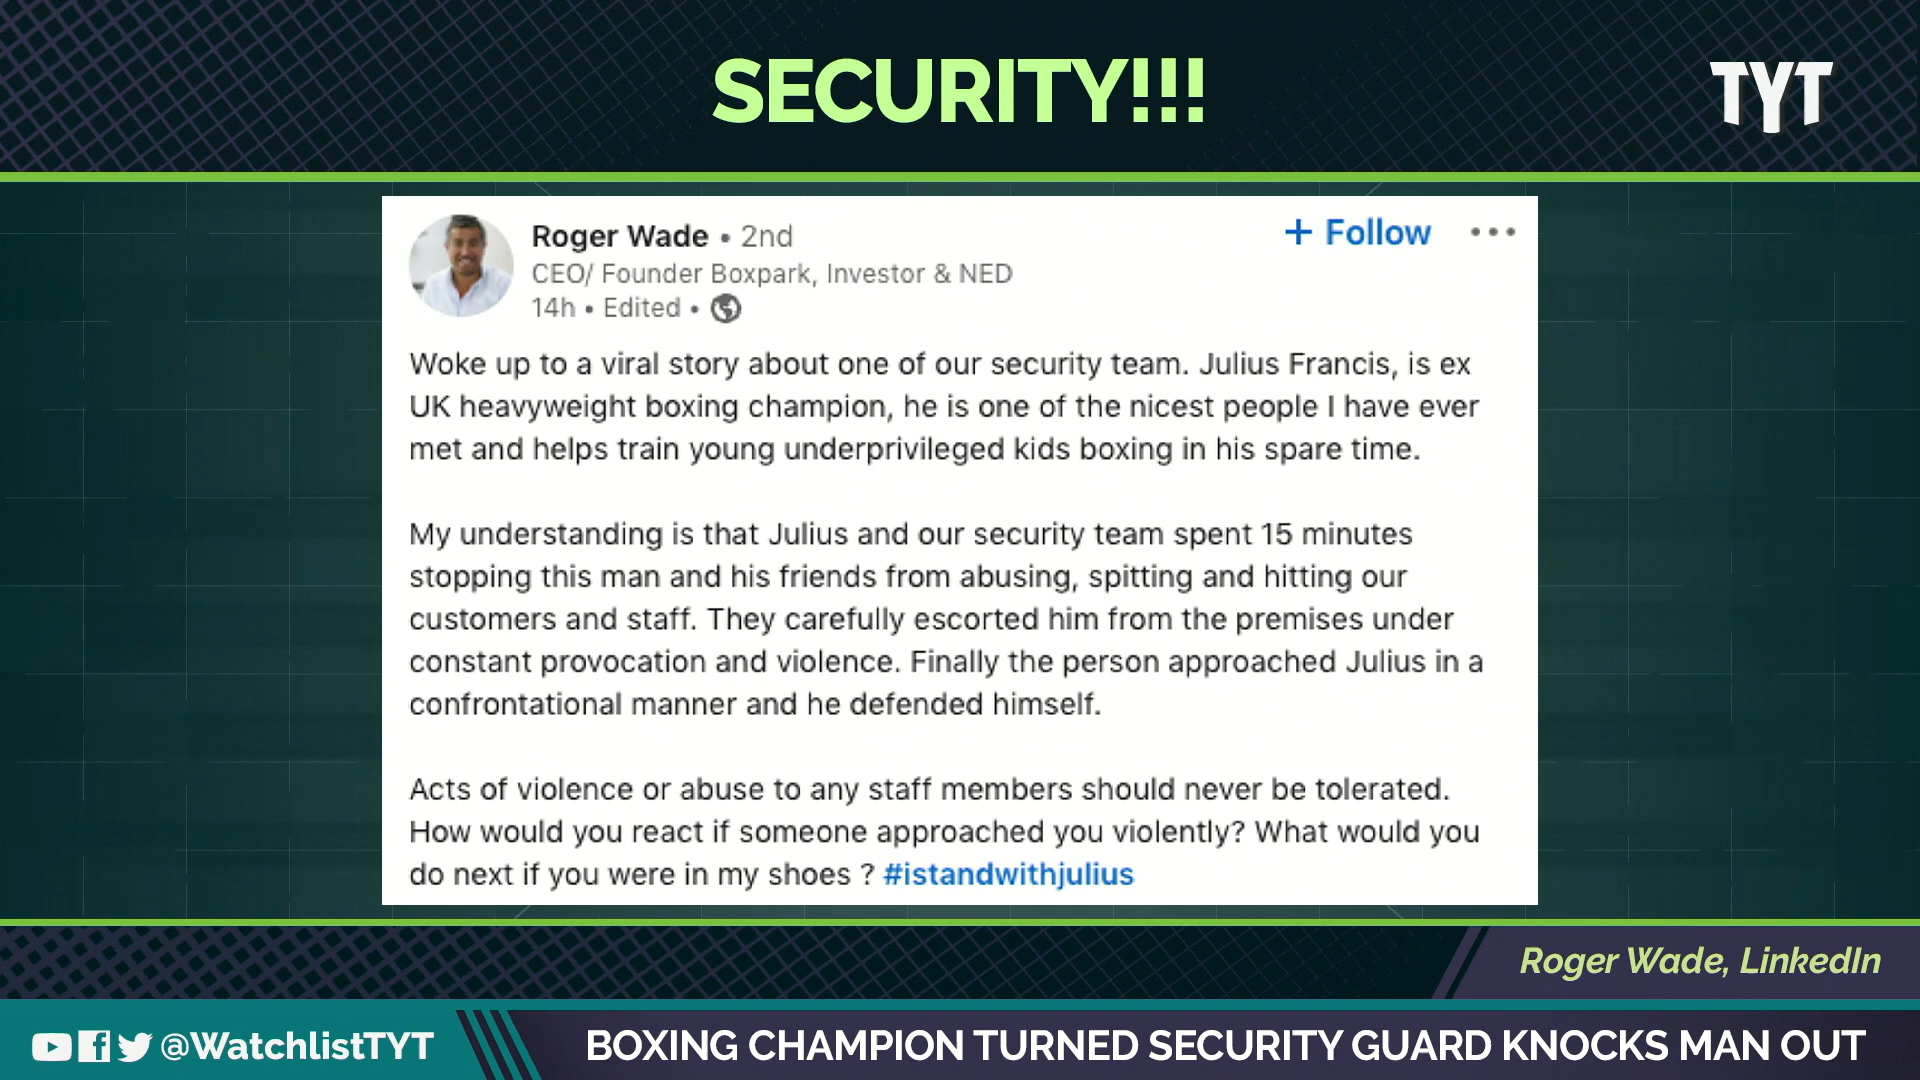 SECURITY!!!
TYT
Roger Wade • 2nd
+ Follow
CEO/ Founder Boxpark, Investor & NED
14h • Edited •
Woke up to a viral story about one of our security team. Julius Francis, is ex
UK heavyweight boxing champion, he is one of the nicest people I have ever
met and helps train young underprivileged kids boxing in his spare time.
My understanding is that Julius and our security team spent 15 minutes
stopping this man and his friends from abusing, spitting and hitting our
customers and staff. They carefully escorted him from the premises under
constant provocation and violence. Finally the person approached Julius in a
confrontational manner and he defended himself.
Acts of violence or abuse to any staff members should never be tolerated.
How would you react if someone approached you violently? What would you
do next if you were in my shoes ? #istandwithjulius
Roger Wade, LinkedIn
@WatchlistTYT
BOXING CHAMPION TURNED SECURITY GUARD KNOCKS MAN OUT